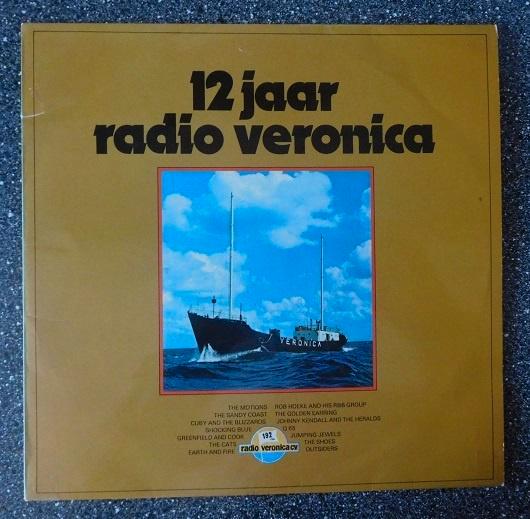 12 jaar
radio veronica
VERONICA
THE MOTIONS ROB HOEKE AND HIS R&B GROUP
THE SANDY COAST THE GOLDEN EARRING
CUBY AND THE BLIZZARDS JOHNNY KENDALL AND THE HERALDS
SHOCKING BLUE Q 65
GREENFIELD AND COOK JUMPING JEWELS
THE CATS THE SHOES
EARTH AND FIRE OUTSIDERS
192
radio veronica cv